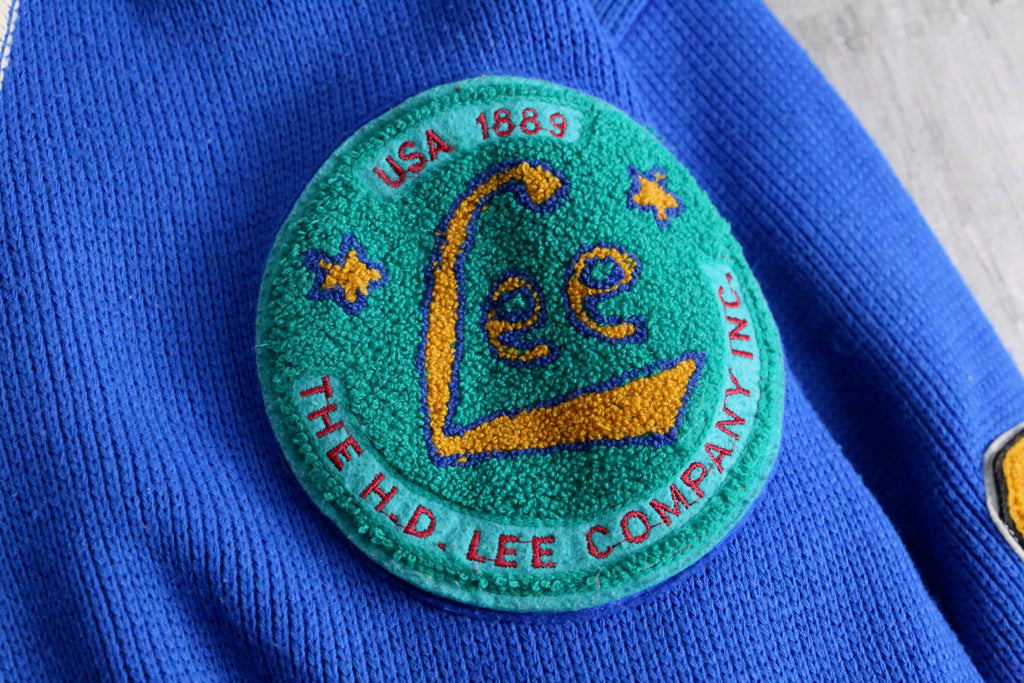 USA 1889
Lee
THE H.D. LEE COMPANY INC.